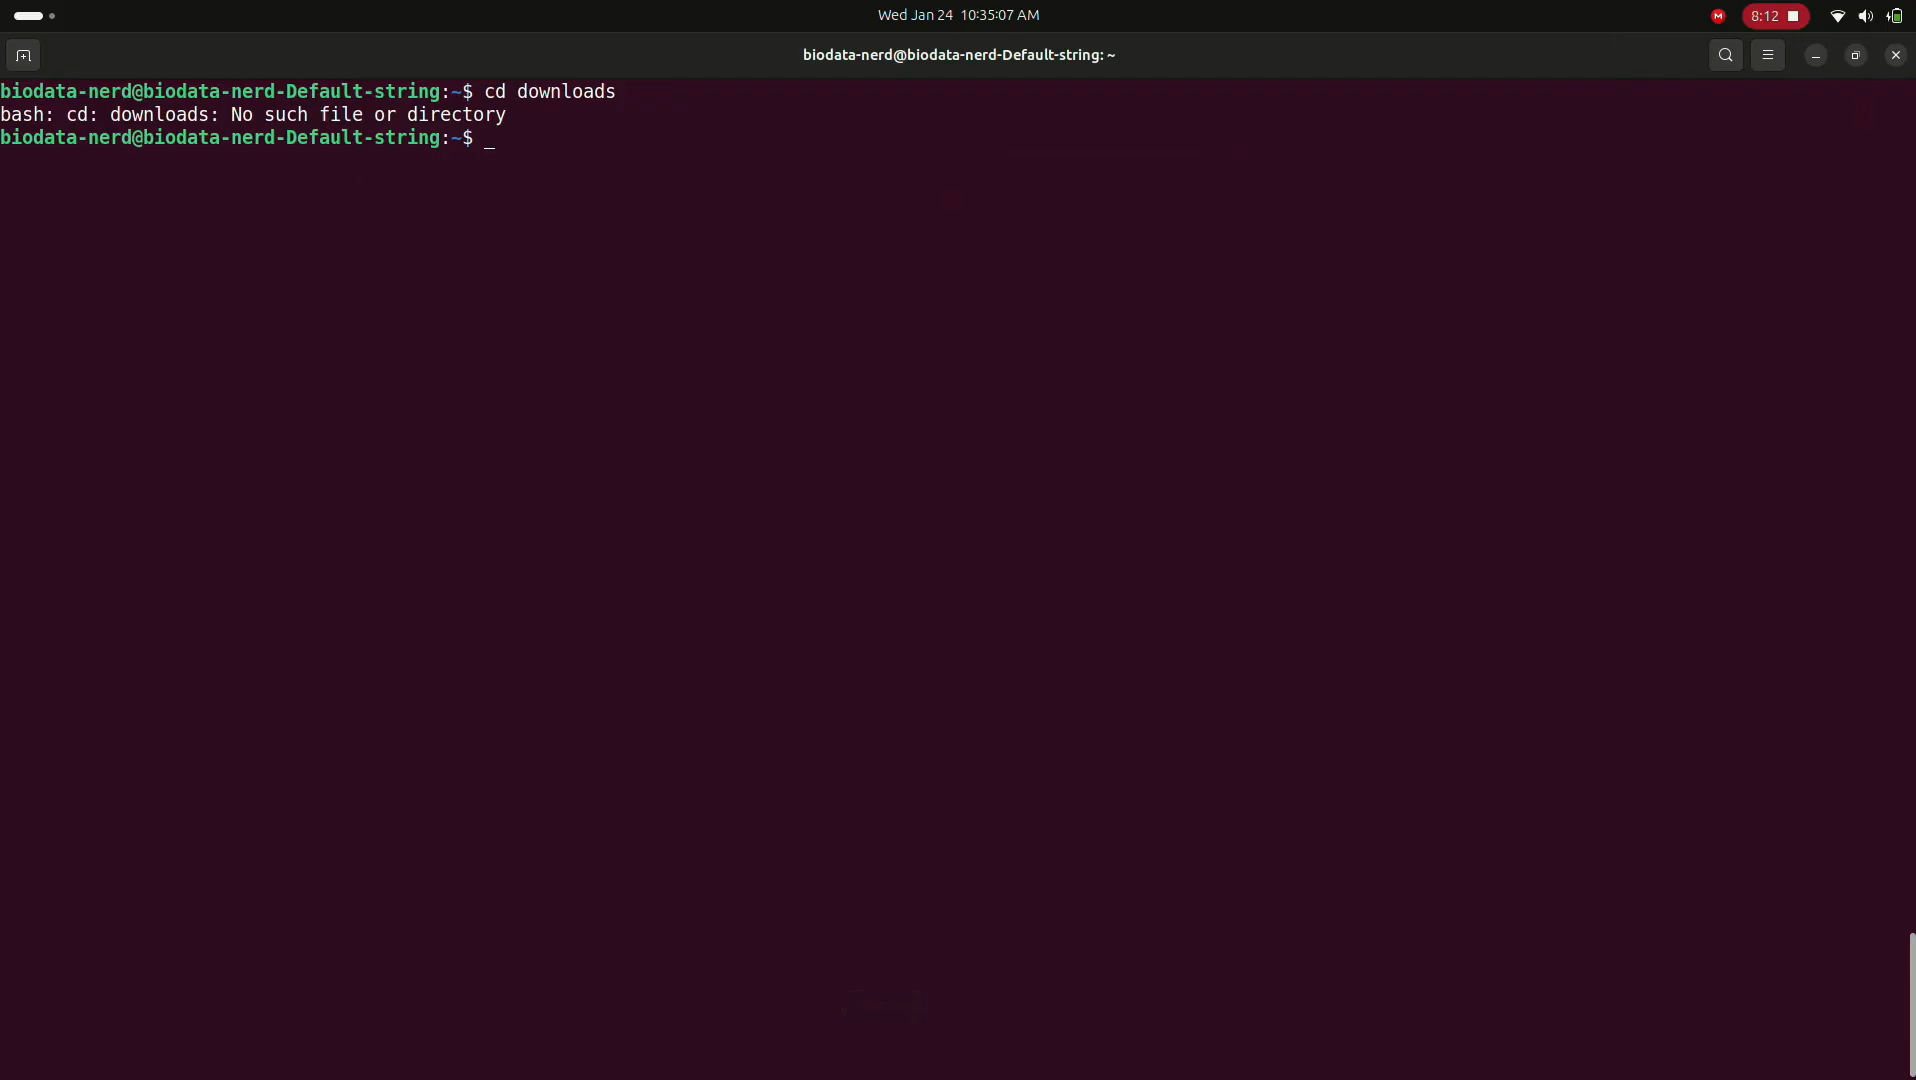 Wed Jan 24 10:35:07 AM
M
8:12
biodata-nerd@biodata-nerd-Default-string: ~
biodata-nerd@biodata-nerd-Default-string:~$ cd downloads
bash: cd: downloads: No such file or directory
biodata-nerd@biodata-nerd-Default-string:~$ _